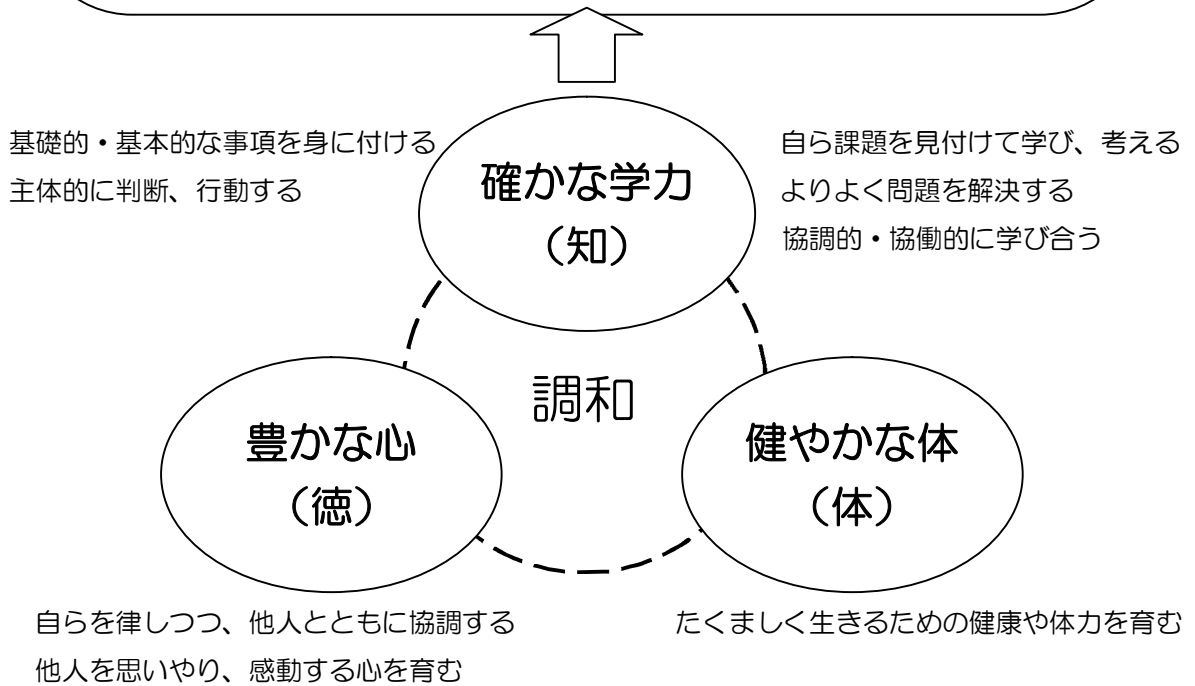 基礎的・基本的な事項を身に付ける
主体的に判断、行動する
自ら課題を見付けて学び、考える
よりよく問題を解決する
協調的・協働的に学び合う
確かな学力
（知）
調和
豊かな心
（徳）
健やかな体
（体）
自らを律しつつ、他人とともに協調する
他人を思いやり、感動する心を育む
たくましく生きるための健康や体力を育む